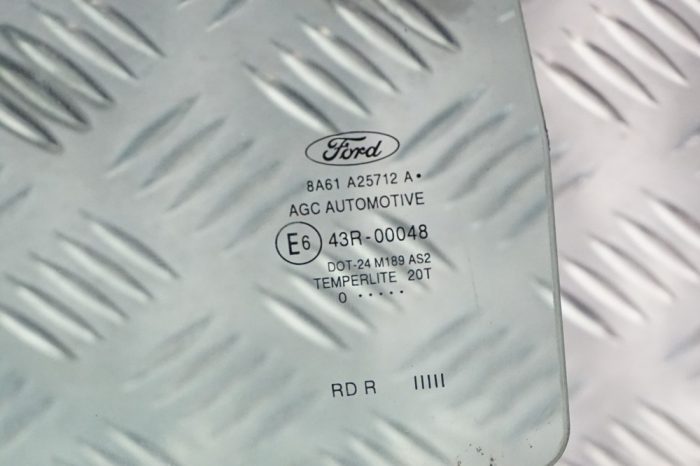 Ford
8A61 A25712 A•
AGC AUTOMOTIVE
E6 43R-00048
DOT-24 M189 AS2
TEMPERLITE 20T
0 •••••
RD R IIIII